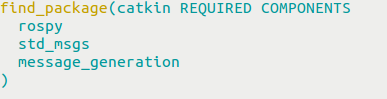 find_package(catkin REQUIRED COMPONENTS
  rospy
  std_msgs
  message_generation
)